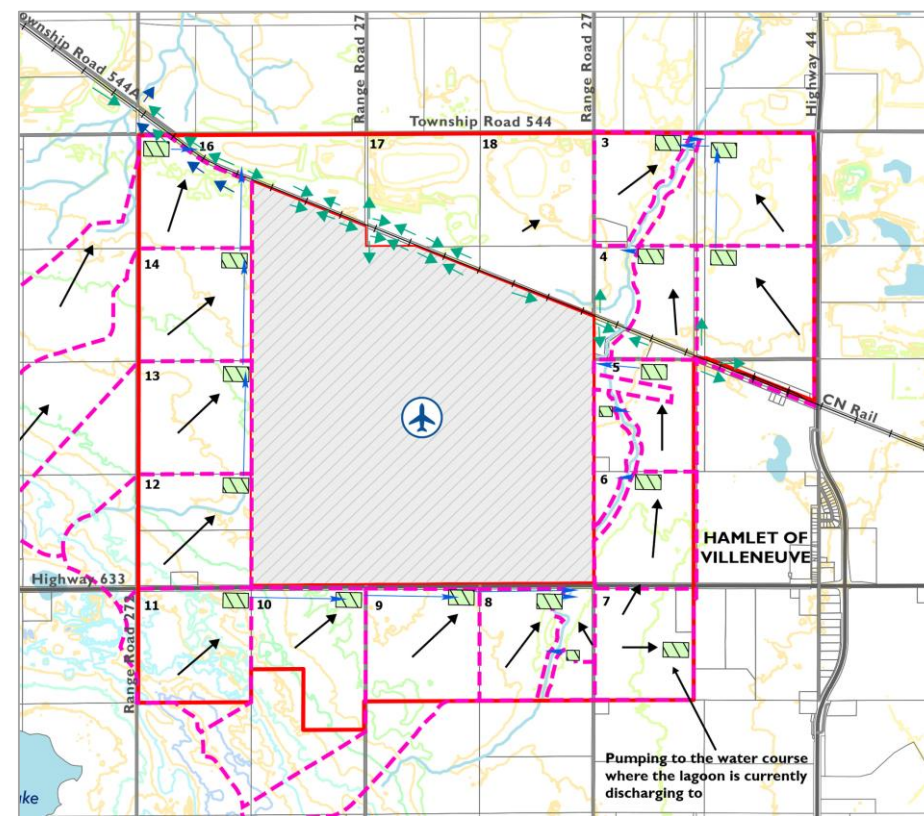 Township Road 544A
Range Road 27
Range Road 27
Highway 44
Township Road 544
16
17
18
3
14
4
CN Rail
13
5
12
6
HAMLET OF
VILLENEUVE
Highway 633
11
10
9
8
7
Range Road 272
Pumping to the water course
where the lagoon is currently
discharging to
ke